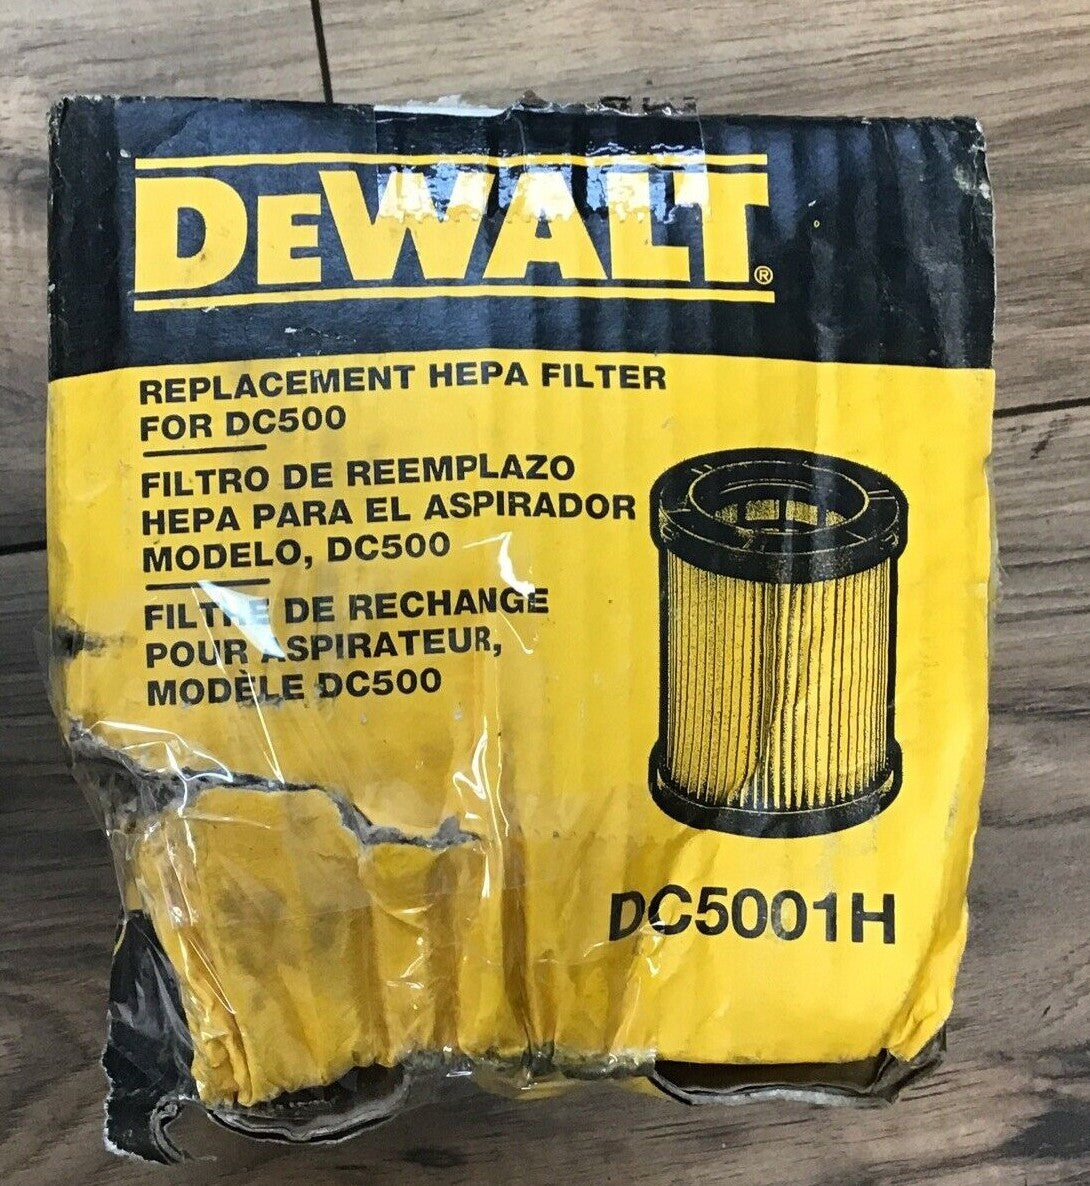 DEWALT®
REPLACEMENT HEPA FILTER
FOR DC500
FILTRO DE REEMPLAZO
HEPA PARA EL ASPIRADOR
MODELO, DC500
FILTRE DE RECHANGE
POUR ASPIRATEUR,
MODÈLE DC500
DC5001H